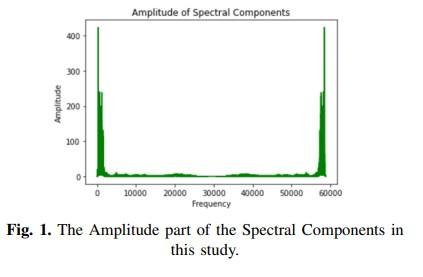 Amplitude of Spectral Components
400
300
200
100
0
Amplitude
0 10000 20000 30000 40000 50000 60000
Frequency
Fig. 1. The Amplitude part of the Spectral Components in
this study.